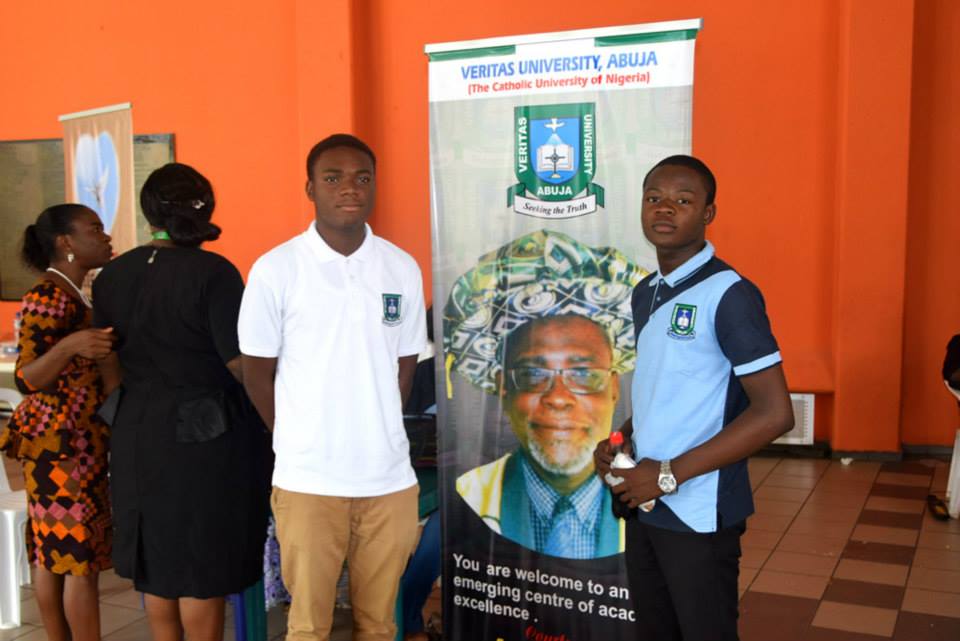 VERITAS UNIVERSITY, ABUJA
(The Catholic University of Nigeria)
VERITAS
UNIVERSITY
ABUJA
Seeking the Truth
You are welcome to an
emerging centre of acad
excellence .